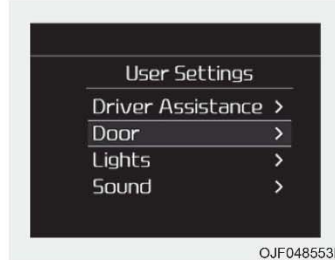 User Settings
Driver Assistance >
Door >
Lights >
Sound >
OJF048553